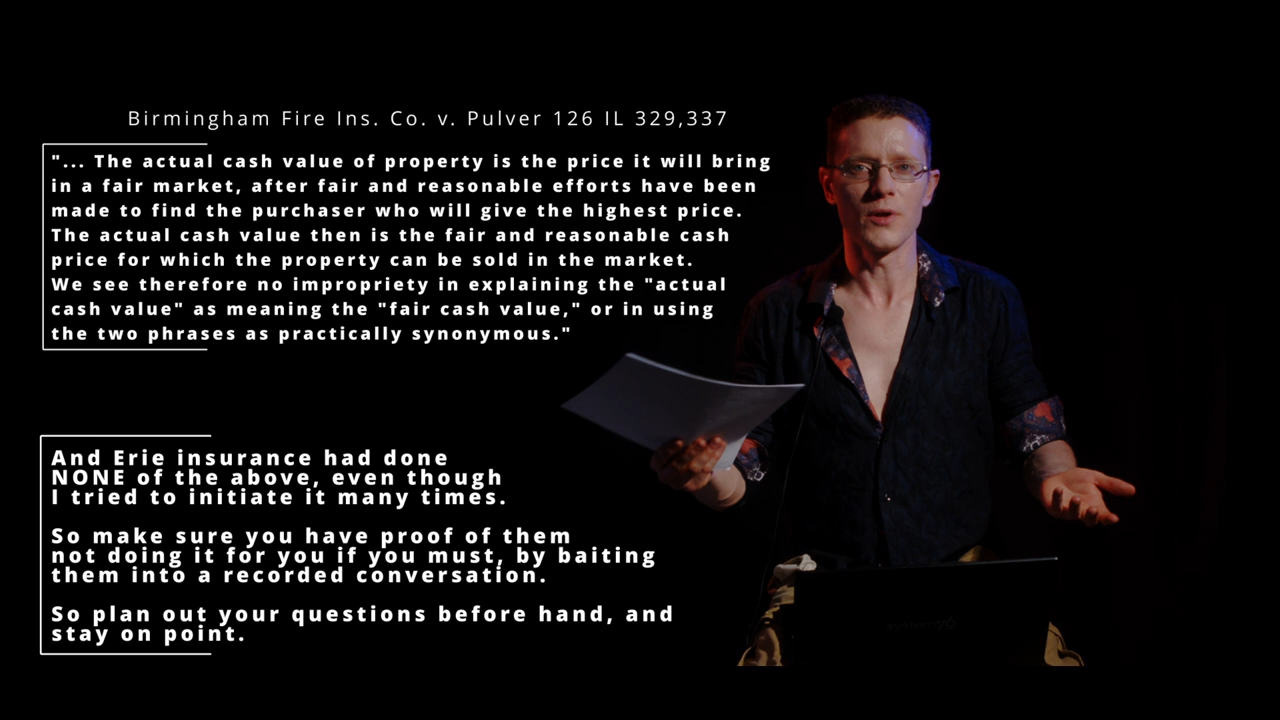 Birmingham Fire Ins. Co. v. Pulver 126 IL 329,337
"... The actual cash value of property is the price it will bring
in a fair market, after fair and reasonable efforts have been
made to find the purchaser who will give the highest price.
The actual cash value then is the fair and reasonable cash
price for which the property can be sold in the market.
We see therefore no impropriety in explaining the "actual
cash value" as meaning the "fair cash value," or in using
the two phrases as practically synonymous."
And Erie insurance had done
NONE of the above, even though
I tried to initiate it many times.
So make sure you have proof of them
not doing it for you if you must, by baiting
them into a recorded conversation.
So plan out your questions before hand, and
stay on point.